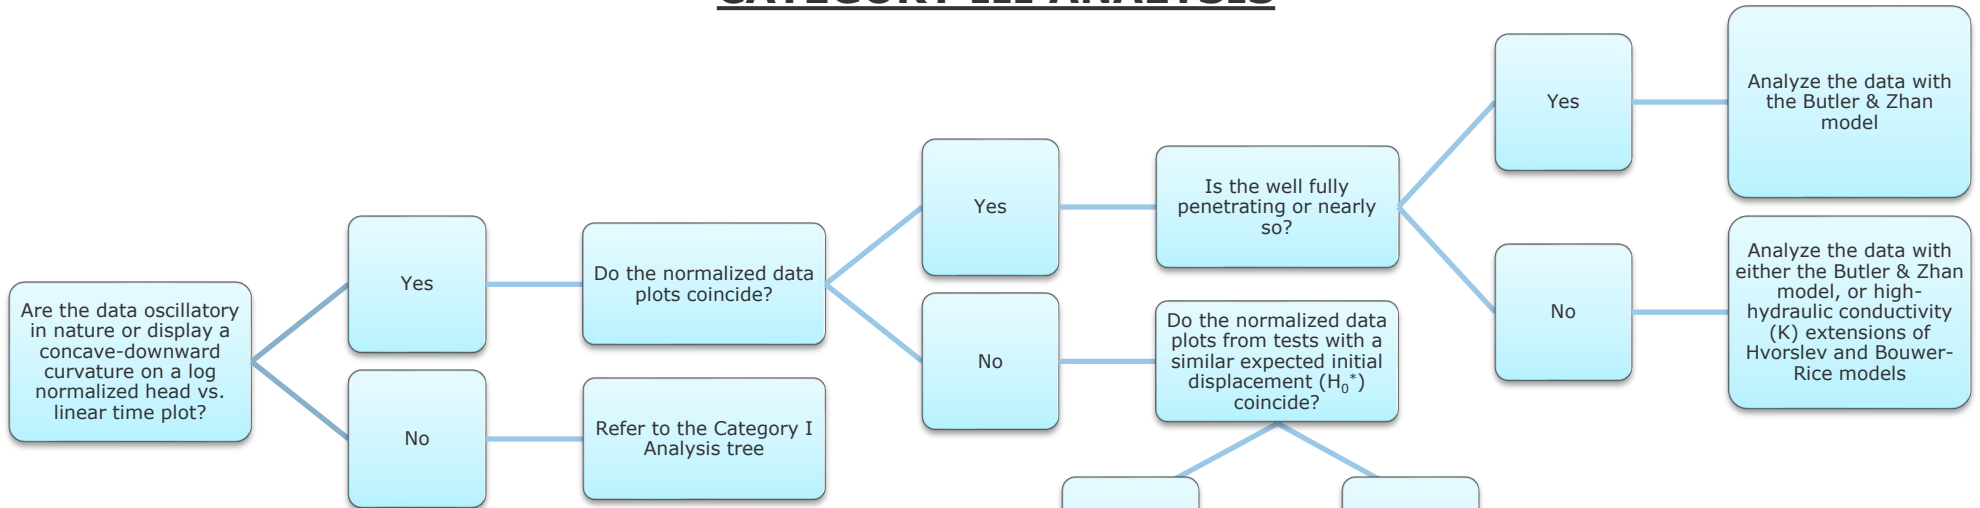 CATEGORY III ANALYSIS
Are the data oscillatory
in nature or display a
concave-downward
curvature on a log
normalized head vs.
linear time plot?
Yes
Do the normalized data
plots coincide?
Yes
Is the well fully
penetrating or nearly
so?
Yes
Analyze the data with
the Butler & Zhan
model
No
Analyze the data with
either the Butler & Zhan
model, or high-
hydraulic conductivity
(K) extensions of
Hvorslev and Bouwer-
Rice models
No
Do the normalized data
plots from tests with a
similar expected initial
displacement (H₀*)
coincide?
No
Refer to the Category I
Analysis tree